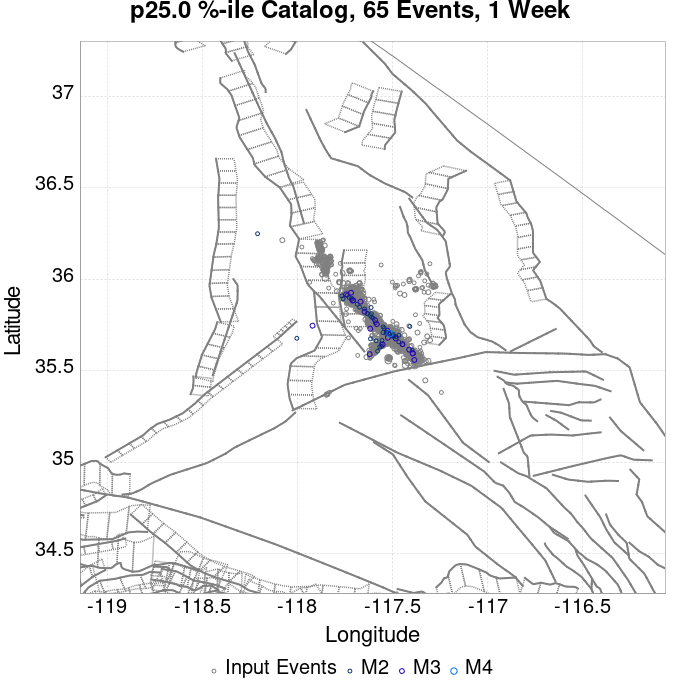 p25.0 %-ile Catalog, 65 Events, 1 Week
37
36.5
36
35.5
35
34.5
Latitude
-119
-118.5
-118
-117.5
-117
-116.5
Longitude
Input Events
M2
M3
M4